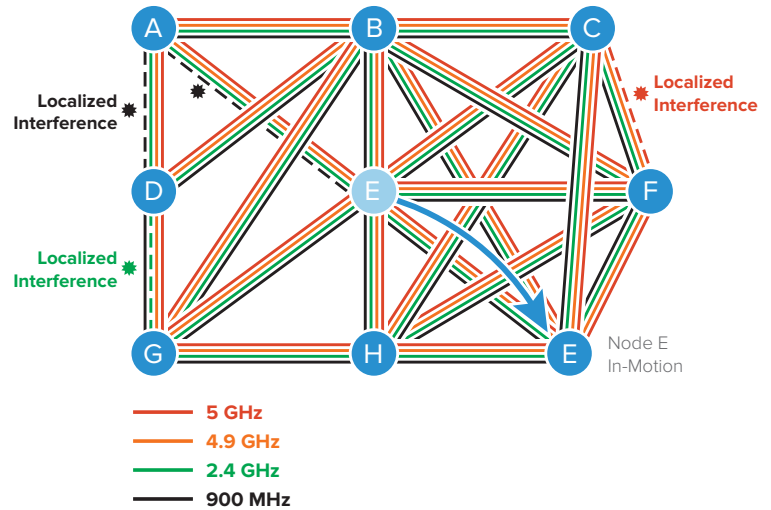 A
B
C
Localized
Interference
Localized
Interference
D
E
F
Localized
Interference
G
H
E
Node E
In-Motion
5 GHz
4.9 GHz
2.4 GHz
900 MHz